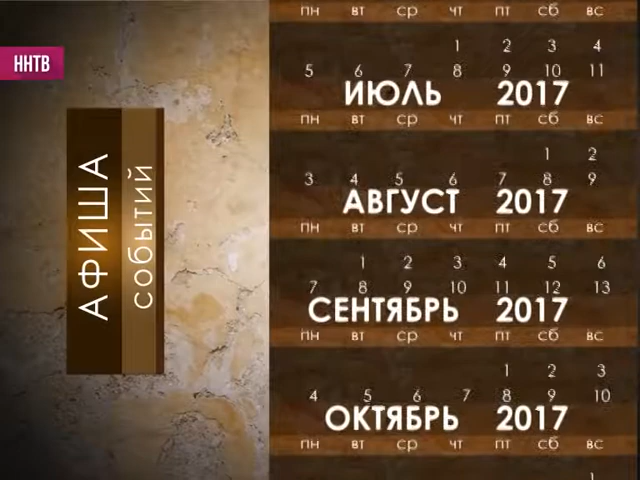 ННТВ
АФИША
событий
пн вт ср чт пт сб вс
1 2 3 4
5 6 7 8 9 10 11
ИЮЛЬ 2017
пн вт ср чт пт сб вс
1 2
3 4 5 6 7 8 9
АВГУСТ 2017
пн вт ср чт пт сб вс
1 2 3 4 5 6
7 8 9 10 11 12 13
СЕНТЯБРЬ 2017
пн вт ср чт пт сб вс
1 2 3
4 5 6 7 8 9 10
ОКТЯБРЬ 2017
пн вт ср чт пт сб вс
1